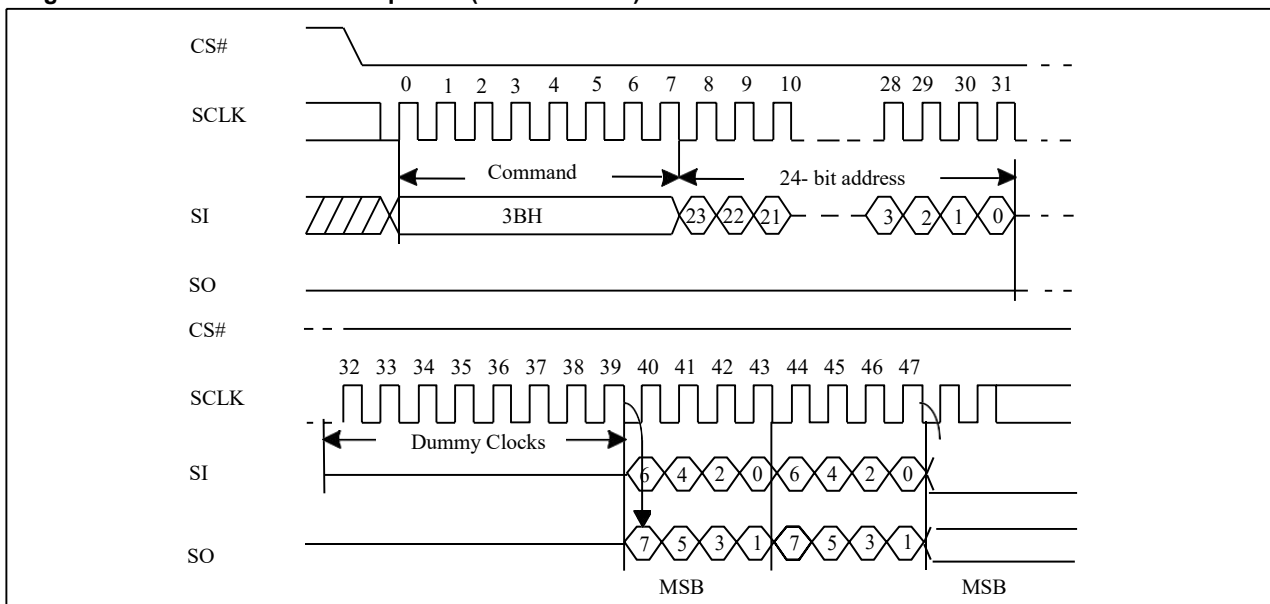 CS#
0 1 2 3 4 5 6 7 8 9 10 28 29 30 31
SCLK
Command 24- bit address
SI 3BH 23 22 21 3 2 1 0
SO
CS#
32 33 34 35 36 37 38 39 40 41 42 43 44 45 46 47
SCLK
Dummy Clocks
SI 6 4 2 0 6 4 2 0
SO 7 5 3 1 7 5 3 1
MSB MSB